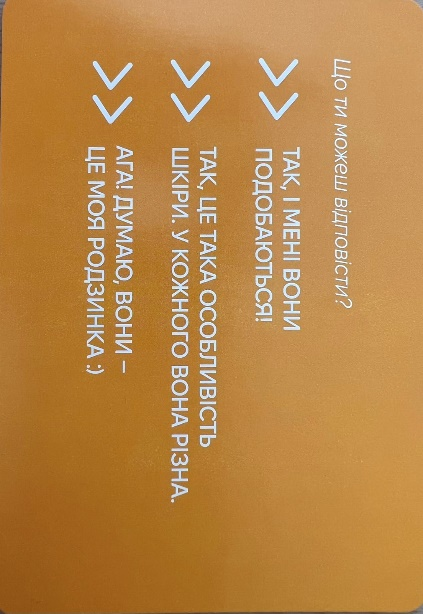 Що ти можеш відповісти?
ТАК, І МЕНІ ВОНИ
ПОДОБАЮТЬСЯ!
ТАК, ЦЕ ТАКА ОСОБЛИВІСТЬ
ШКІРИ. У КОЖНОГО ВОНА РІЗНА.
АГА! ДУМАЮ, ВОНИ –
ЦЕ МОЯ РОДЗИНКА :)